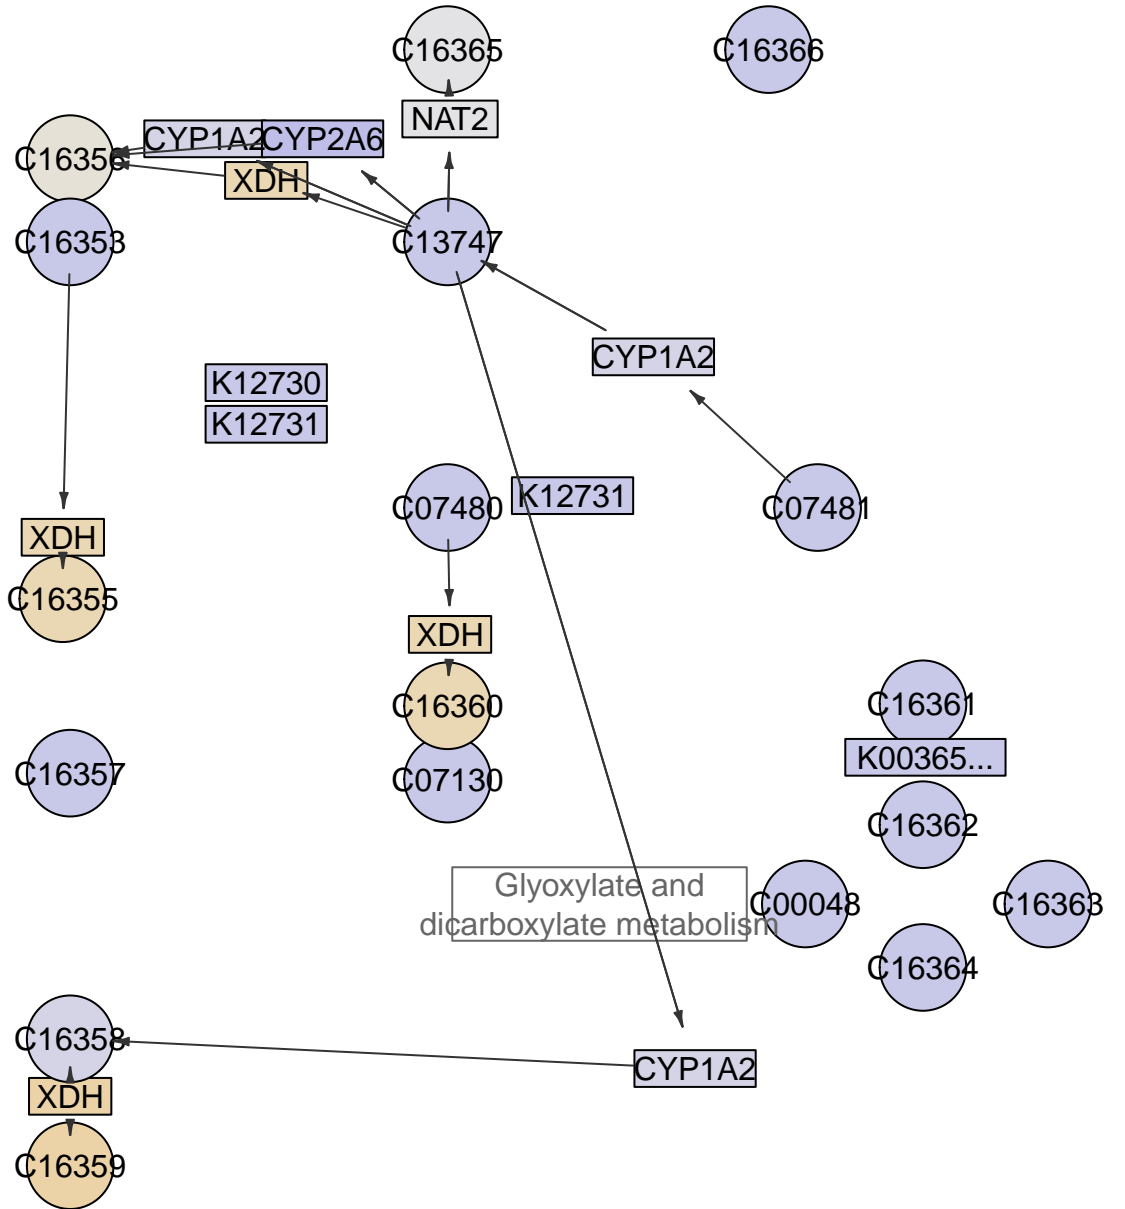 C16365
C16366
NAT2
CYP1A2
CYP2A6
C16356
XDH
C16353
C13747
CYP1A2
K12730
K12731
C07480
K12731
C07481
XDH
C16355
XDH
C16360
C16361
K00365...
C16357
C07130
C16362
Glyoxylate and
dicarboxylate metabolism
C00048
C16363
C16364
C16358
CYP1A2
XDH
C16359